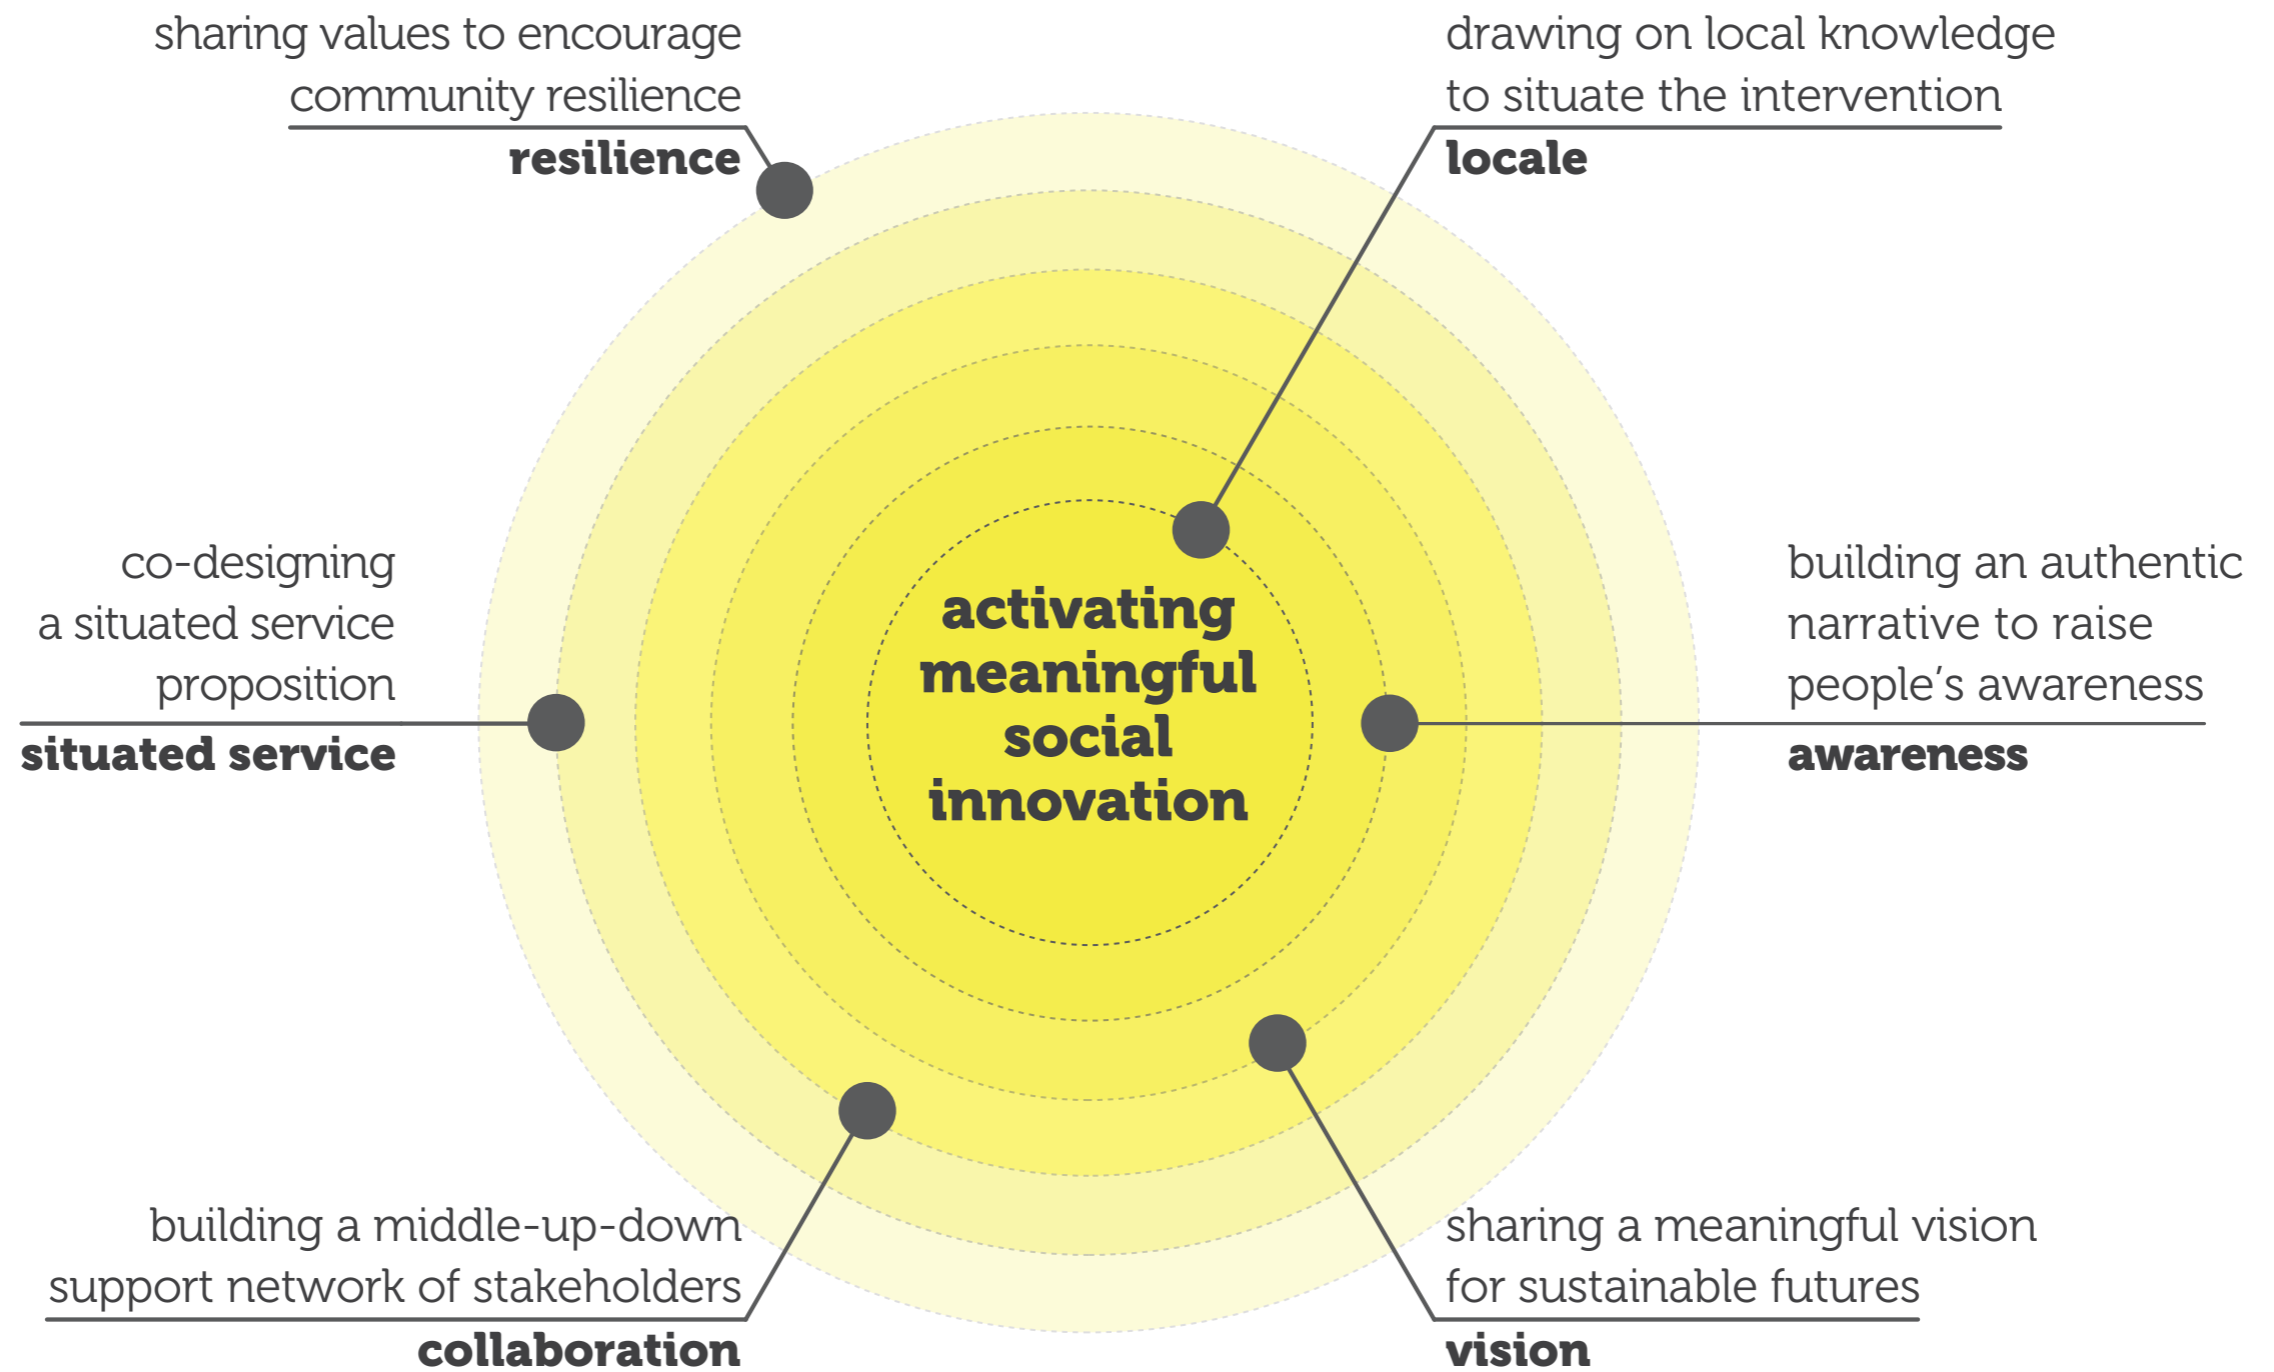 sharing values to encourage
community resilience
resilience
drawing on local knowledge
to situate the intervention
locale
co-designing
a situated service
proposition
situated service
activating
meaningful
social
innovation
building an authentic
narrative to raise
people’s awareness
awareness
building a middle-up-down
support network of stakeholders
collaboration
sharing a meaningful vision
for sustainable futures
vision